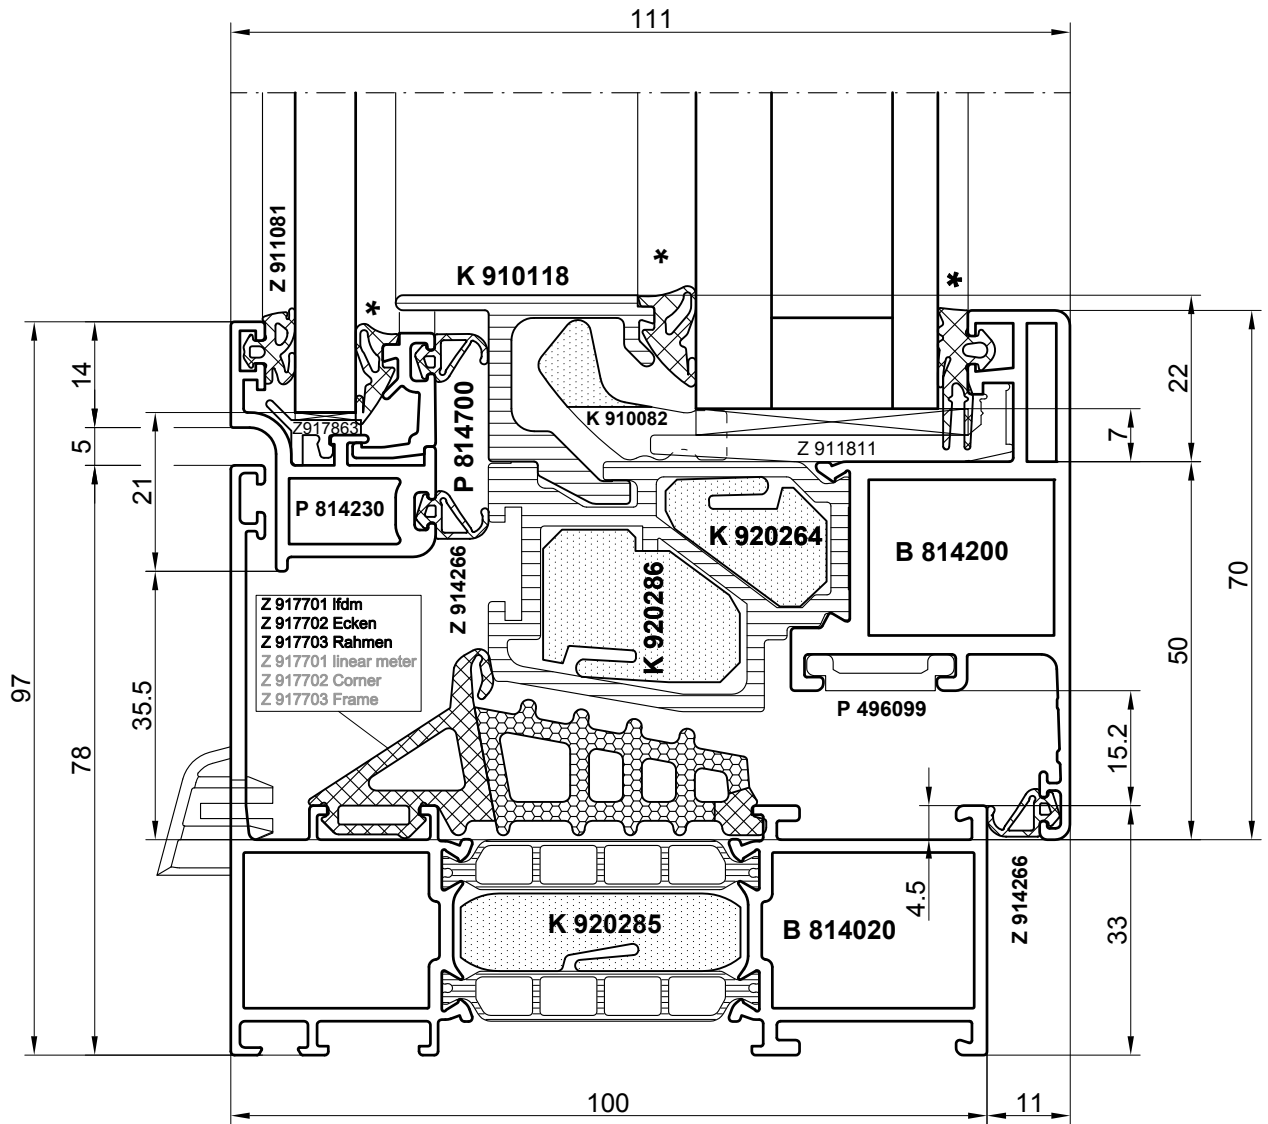 111
Z 911081
*
K 910118
*
*
14
5
21
Z917863
P 814700
K 910082
Z 911811
22
7
P 814230
K 920264
B 814200
70
Z 914266
K 920286
Z 917701 lfdm
Z 917702 Ecken
Z 917703 Rahmen
Z 917701 linear meter
Z 917702 Corner
Z 917703 Frame
50
97
35.5
78
P 496099
15.2
4.5
Z 914266
33
K 920285
B 814020
100
11